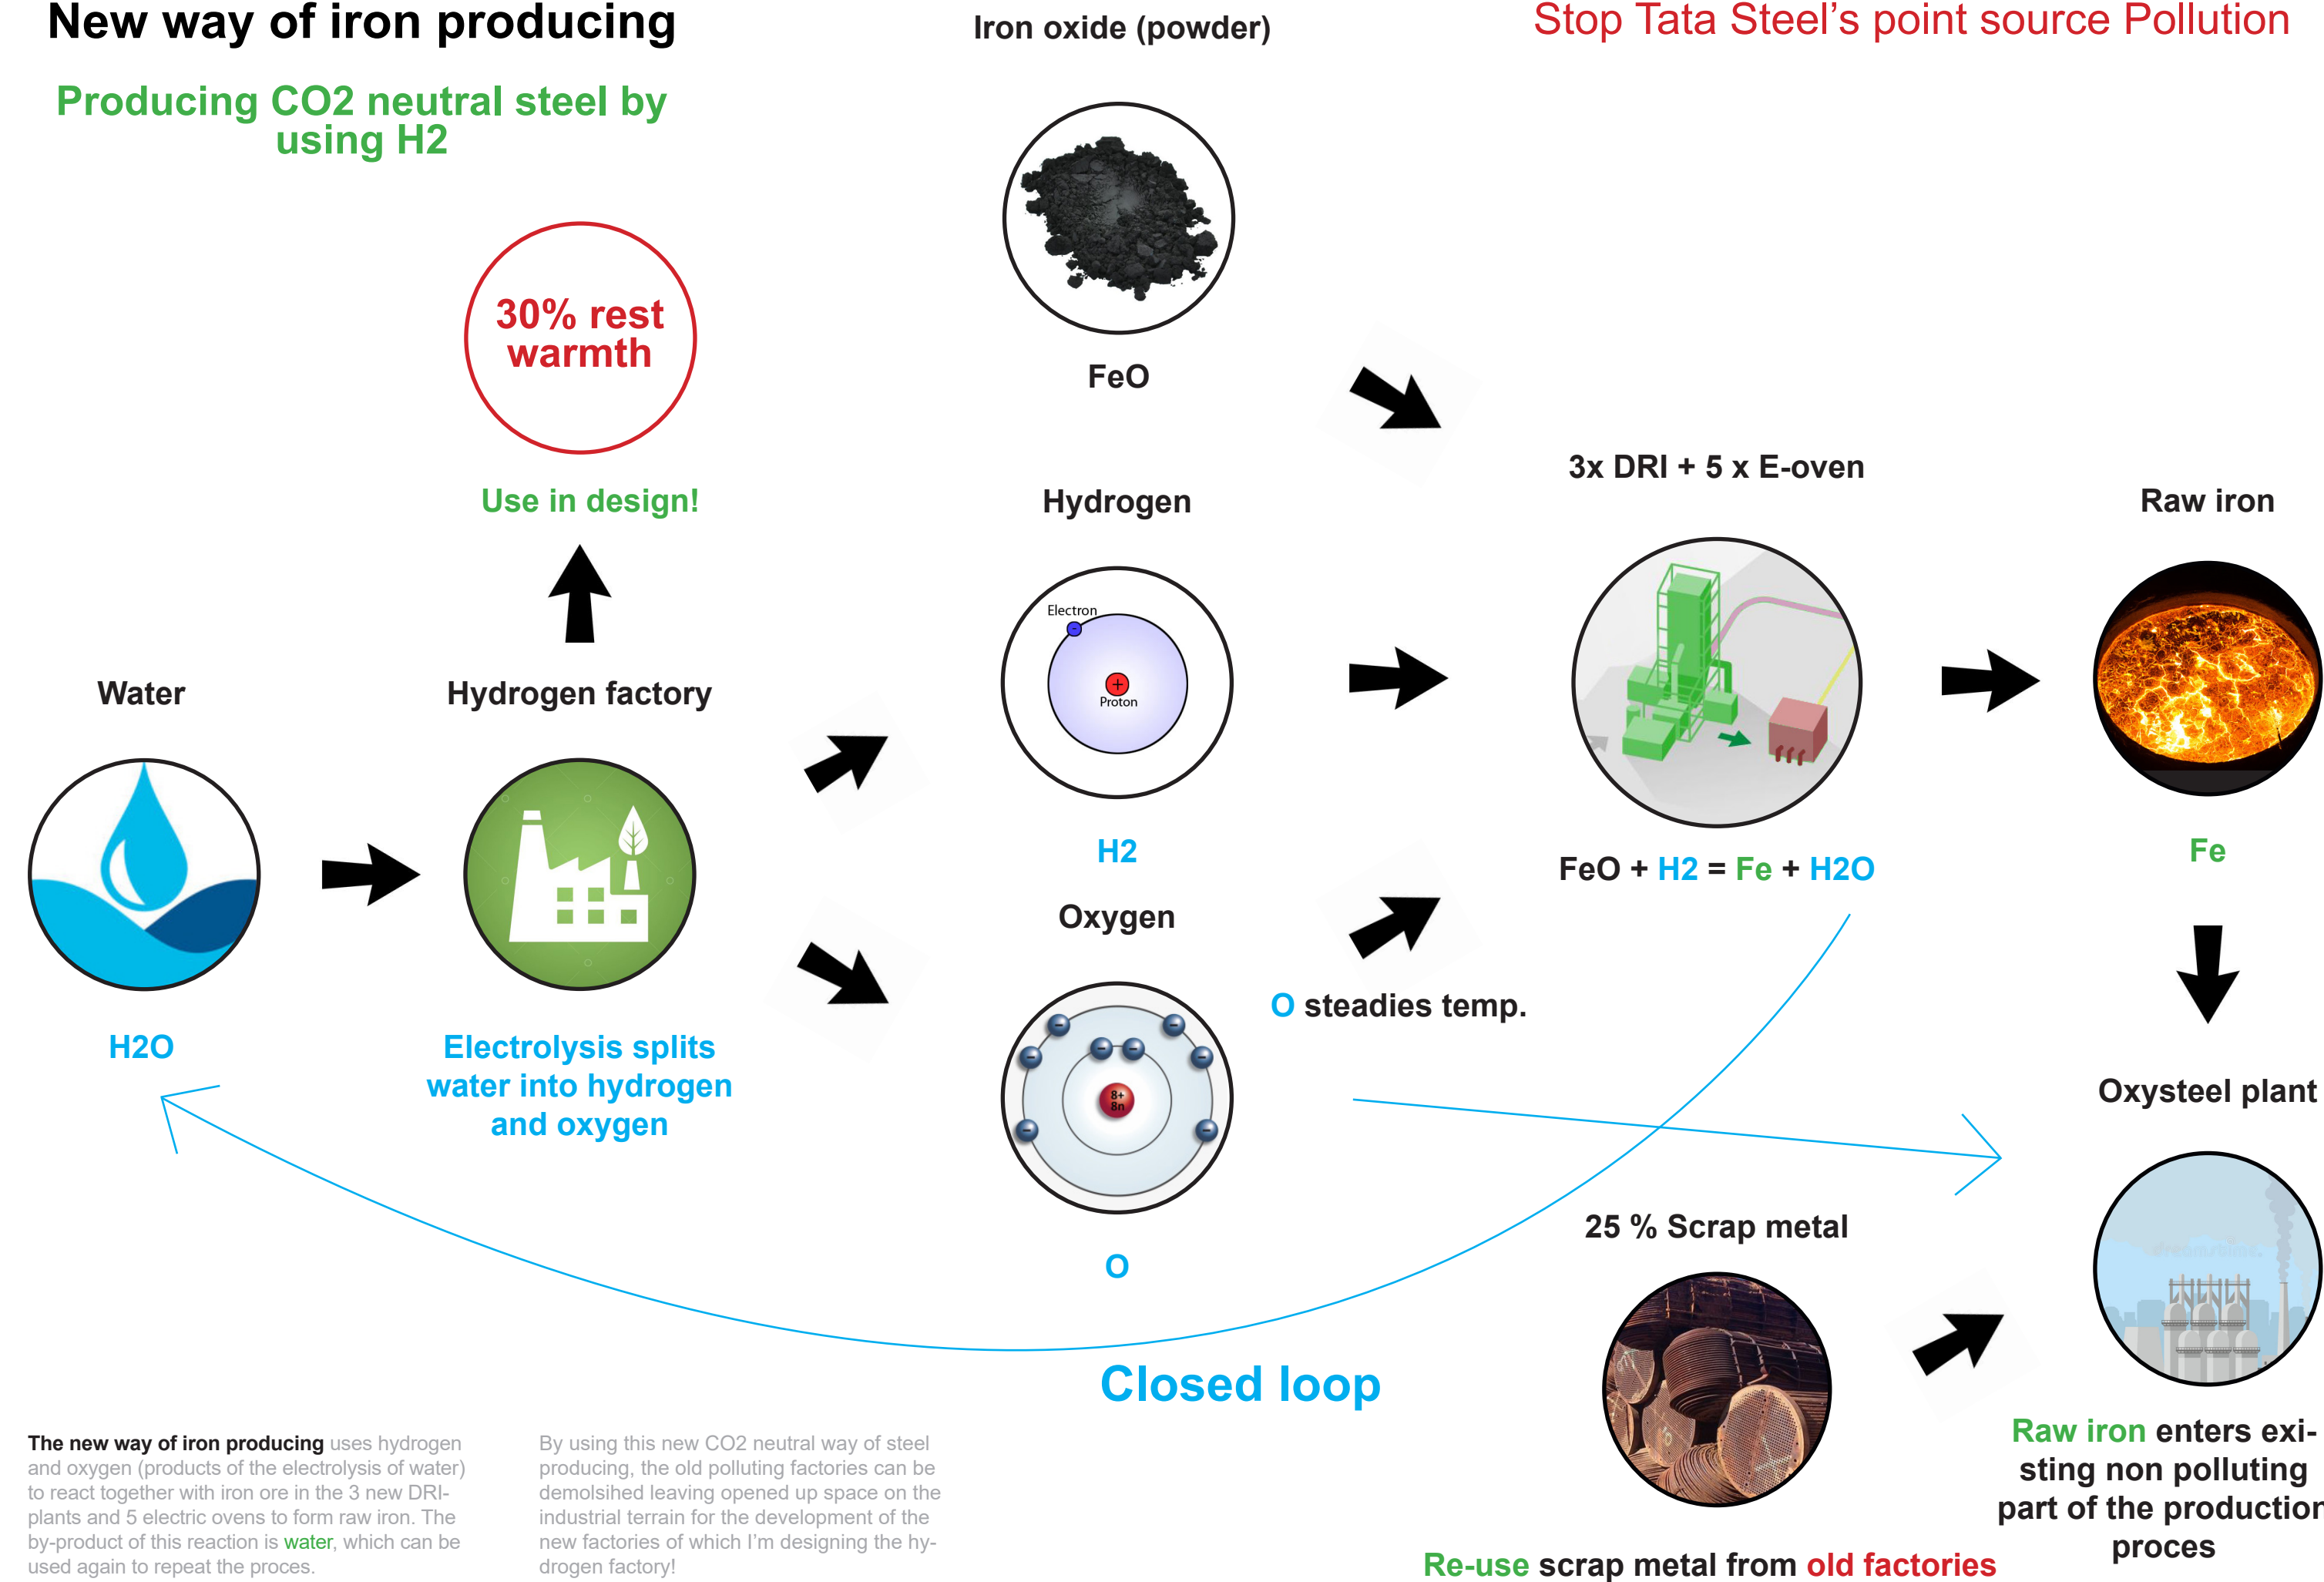 New way of iron producing
Producing CO2 neutral steel by
using H2
Stop Tata Steel's point source Pollution
Iron oxide (powder)
FeO
30% rest
warmth
Use in design!
Water
H2O
Hydrogen factory
Electrolysis splits
water into hydrogen
and oxygen
Hydrogen
Electron
-
+
Proton
H2
Oxygen
8+
8n
O
O steadies temp.
3x DRI + 5 x E-oven
FeO + H2 = Fe + H2O
Raw iron
Fe
Oxysteel plant
dreamstime.
Raw iron enters exi-
sting non polluting
part of the production
proces
25 % Scrap metal
Re-use scrap metal from old factories
Closed loop
The new way of iron producing uses hydrogen
and oxygen (products of the electrolysis of water)
to react together with iron ore in the 3 new DRI-
plants and 5 electric ovens to form raw iron. The
by-product of this reaction is water, which can be
used again to repeat the proces.
By using this new CO2 neutral way of steel
producing, the old polluting factories can be
demolsihed leaving opened up space on the
industrial terrain for the development of the
new factories of which I'm designing the hy-
drogen factory!